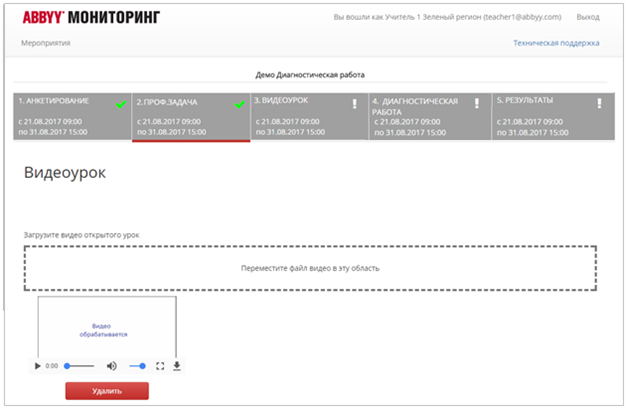 ABBYY® МОНИТОРИНГ
Вы вошли как Учитель 1 Зеленый регион (teacher1@abbyy.com) Выход
Мероприятия Техническая поддержка
Демо Диагностическая работа
1. АНКЕТИРОВАНИЕ
с 21.08.2017 09:00
по 31.08.2017 15:00
2.ПРОФ.ЗАДАЧА
с 21.08.2017 09:00
по 31.08.2017 15:00
3. ВИДЕОУРОК
с 21.08.2017 09:00
по 31.08.2017 15:00
4. ДИАГНОСТИЧЕСКАЯ
РАБОТА
с 21.08.2017 09:00
по 31.08.2017 15:00
5. РЕЗУЛЬТАТЫ
с 21.08.2017 09:00
по 31.08.2017 15:00
Видеоурок
Загрузите видео открытого урок
Переместите файл видео в эту область
Видео
обрабатывается
0:00
Удалить